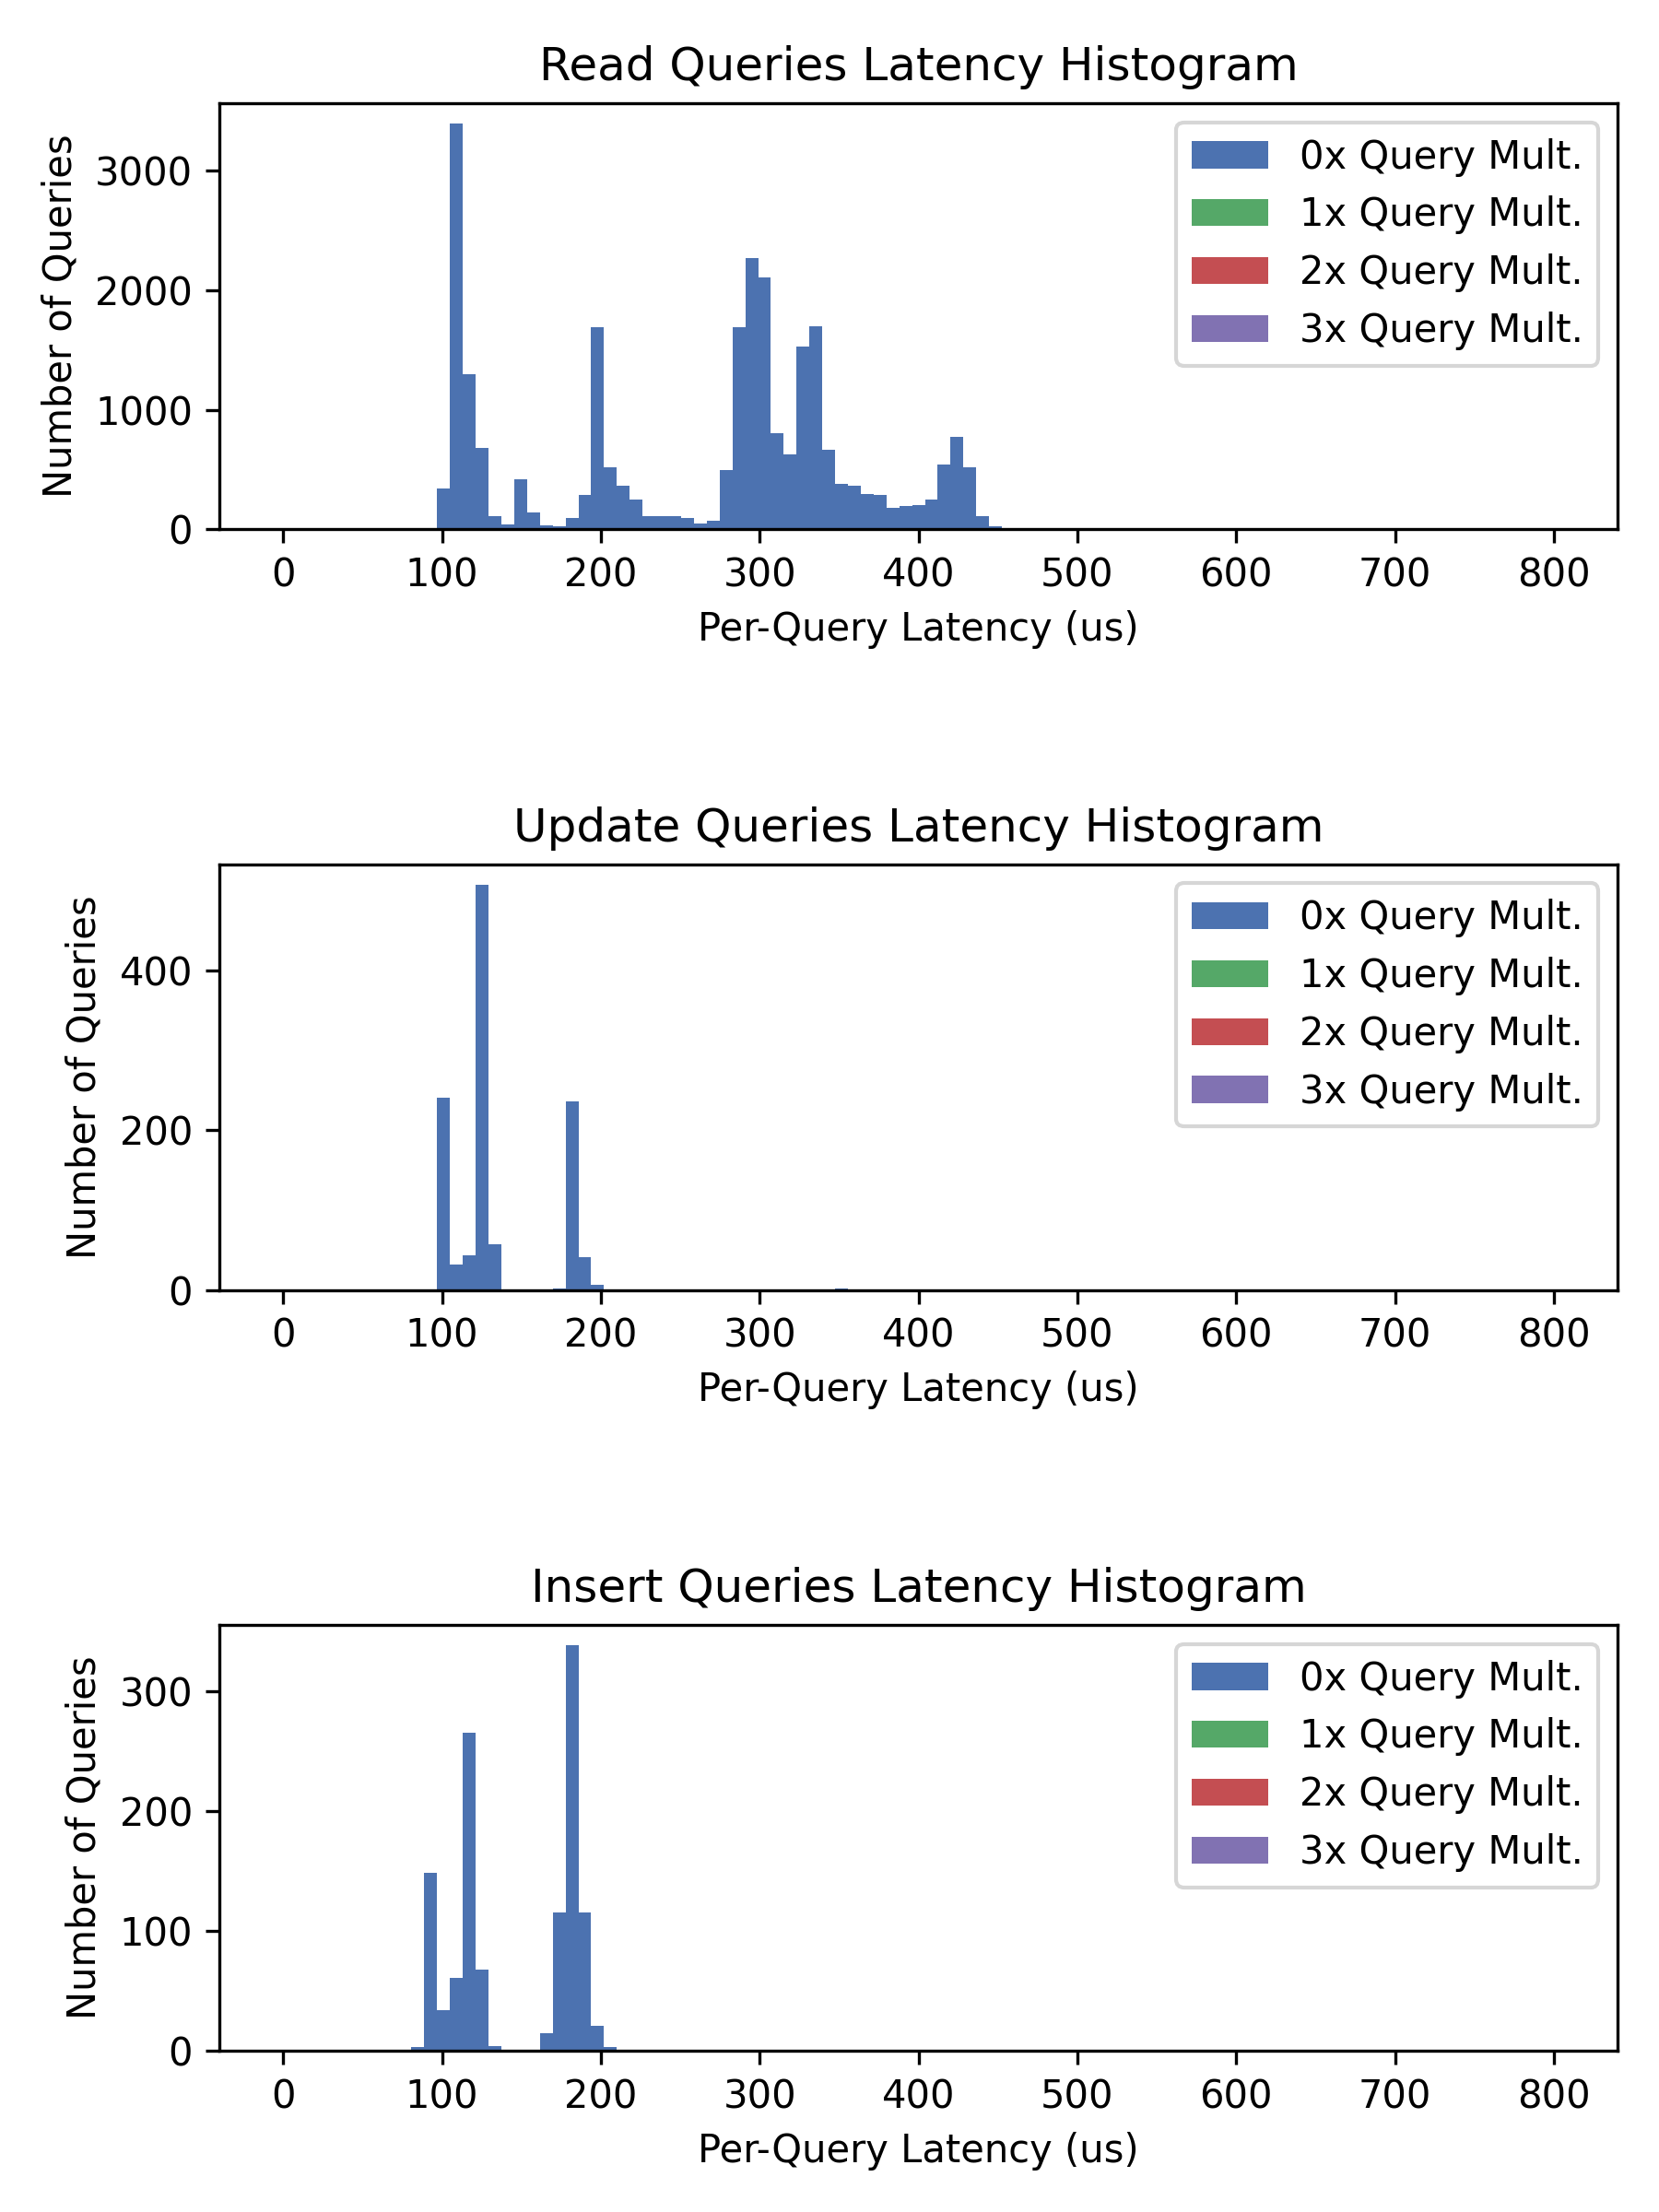 Read Queries Latency Histogram
Number of Queries
3000
2000
1000
0
0x Query Mult.
1x Query Mult.
2x Query Mult.
3x Query Mult.
0 100 200 300 400 500 600 700 800
Per-Query Latency (us)
Update Queries Latency Histogram
Number of Queries
400
200
0
0x Query Mult.
1x Query Mult.
2x Query Mult.
3x Query Mult.
0 100 200 300 400 500 600 700 800
Per-Query Latency (us)
Insert Queries Latency Histogram
Number of Queries
300
200
100
0
0x Query Mult.
1x Query Mult.
2x Query Mult.
3x Query Mult.
0 100 200 300 400 500 600 700 800
Per-Query Latency (us)